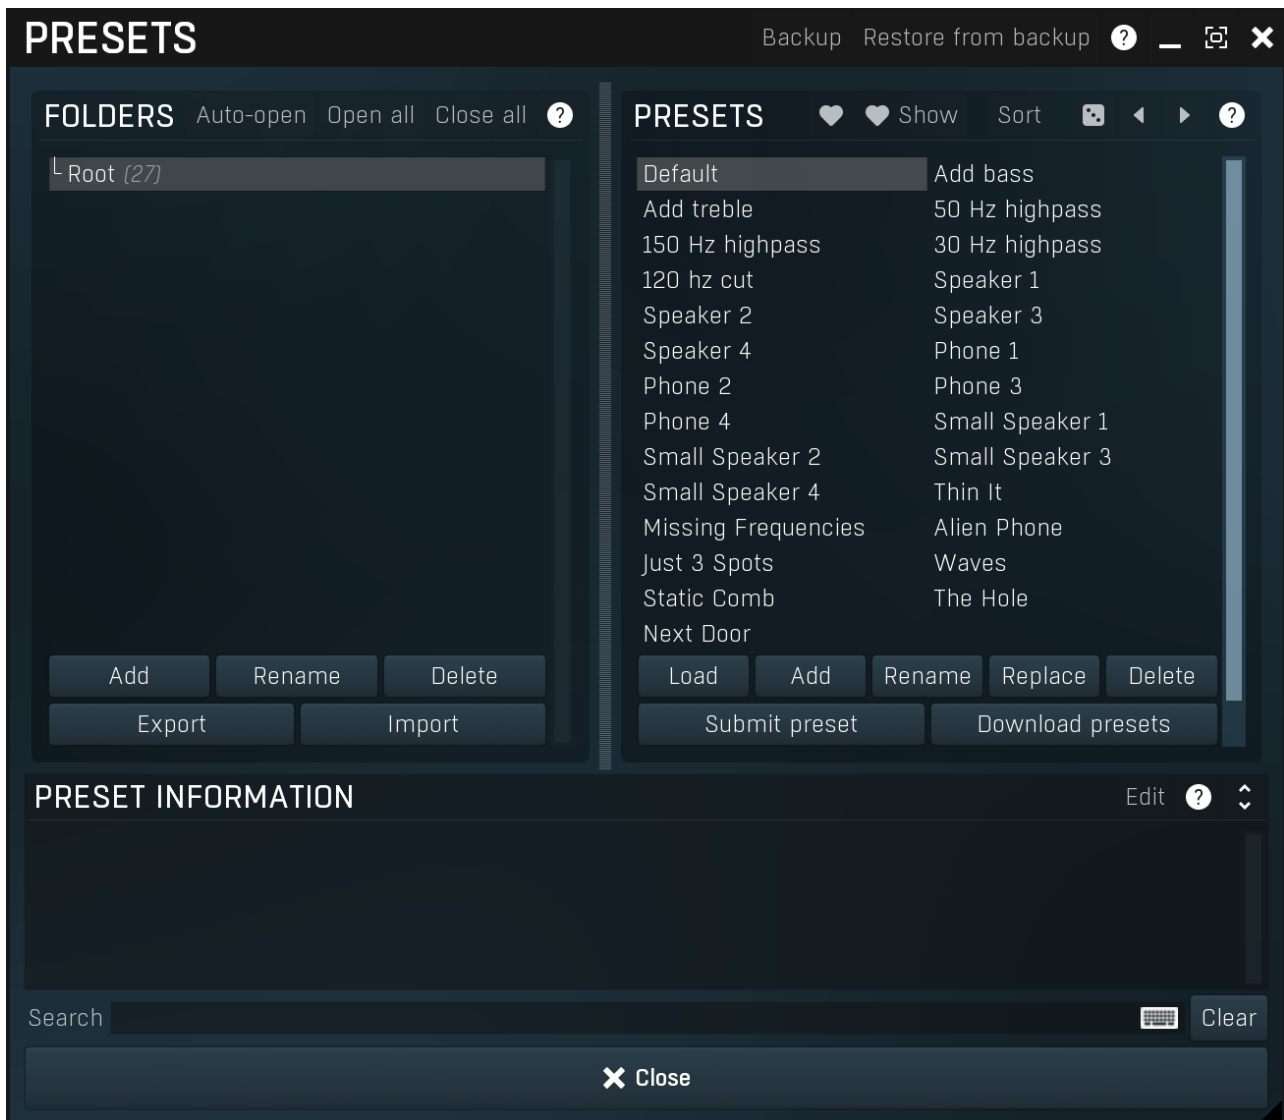 PRESETS Backup Restore from backup ?
FOLDERS Auto-open Open all Close all ?
Root (27)
Add Rename Delete
Export Import
PRESETS Show Sort ?
Default Add bass
Add treble 50 Hz highpass
150 Hz highpass 30 Hz highpass
120 hz cut Speaker 1
Speaker 2 Speaker 3
Speaker 4 Phone 1
Phone 2 Phone 3
Phone 4 Small Speaker 1
Small Speaker 2 Small Speaker 3
Small Speaker 4 Thin It
Missing Frequencies Alien Phone
Just 3 Spots Waves
Static Comb The Hole
Next Door
Load Add Rename Replace Delete
Submit preset Download presets
PRESET INFORMATION Edit ?
Search Clear
Close